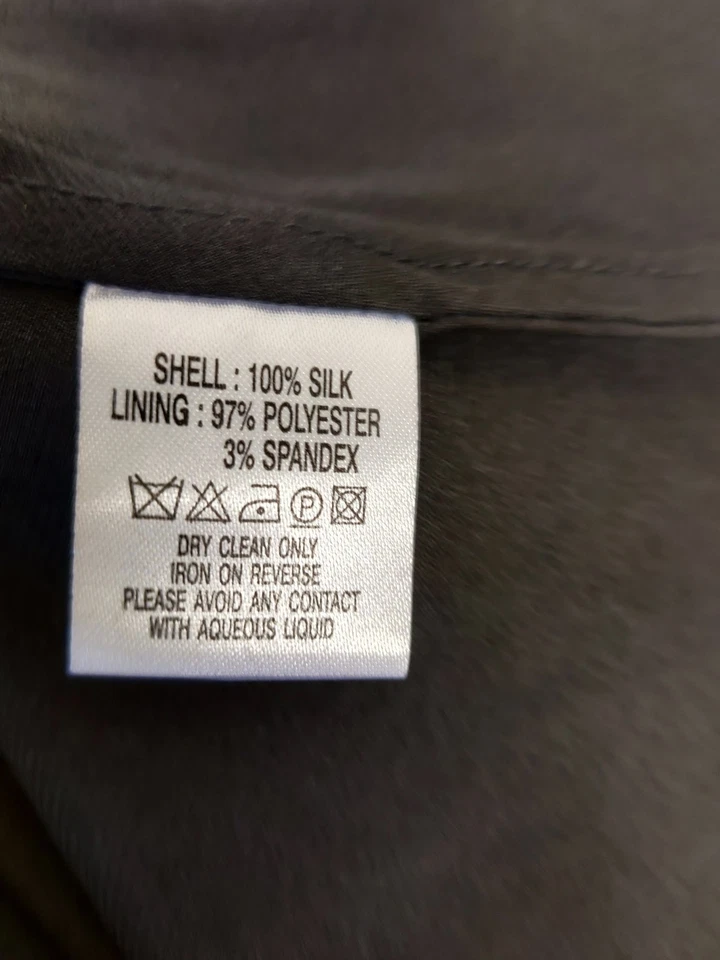 SHELL : 100% SILK
LINING : 97% POLYESTER
3% SPANDEX
P
DRY CLEAN ONLY
IRON ON REVERSE
PLEASE AVOID ANY CONTACT
WITH AQUEOUS LIQUID